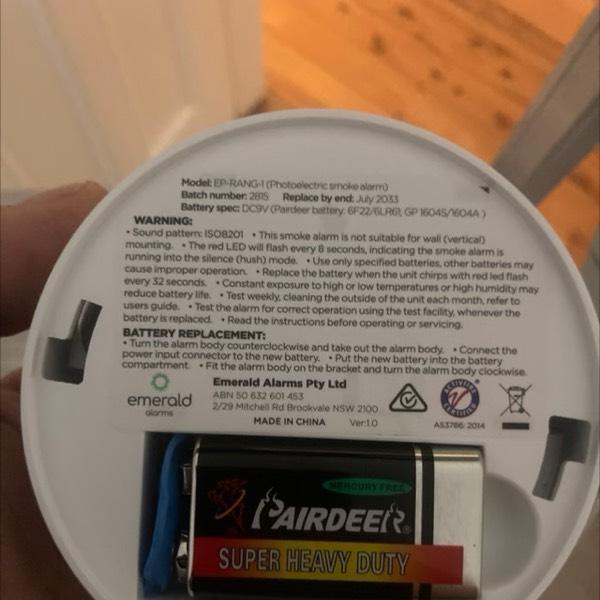 Model: EP-RANG-1 (Photoelectric smoke alarm)
Batch number: 2815 Replace by end: July 2033
Battery spec: DC9V (Pairdeer battery: 6F22/6LR61, GP 1604S/1604A )
WARNING:
• Sound pattern: ISO8201 • This smoke alarm is not suitable for wall (vertical)
mounting. • The red LED will flash every 8 seconds, indicating the smoke alarm is
running into the silence (hush) mode. • Use only specified batteries, other batteries may
cause improper operation. • Replace the battery when the unit chirps with red led flash
every 32 seconds. • Constant exposure to high or low temperatures or high humidity may
reduce battery life. • Test weekly, cleaning the outside of the unit each month, refer to
users guide. • Test the alarm for correct operation using the test facility, whenever the
battery is replaced. • Read the instructions before operating or servicing.
BATTERY REPLACEMENT:
• Turn the alarm body counterclockwise and take out the alarm body. • Connect the
power input connector to the new battery. • Put the new battery into the battery
compartment. • Fit the alarm body on the bracket and turn the alarm body clockwise.
emerald
alarms
Emerald Alarms Pty Ltd
ABN 50 632 601 453
2/29 Mitchell Rd Brookvale NSW 2100
MADE IN CHINA Ver:1.0
ACTIVFIRE
CERTIFIED
AS3786: 2014
MERCURY FREE
PAIRDEER®
SUPER HEAVY DUTY